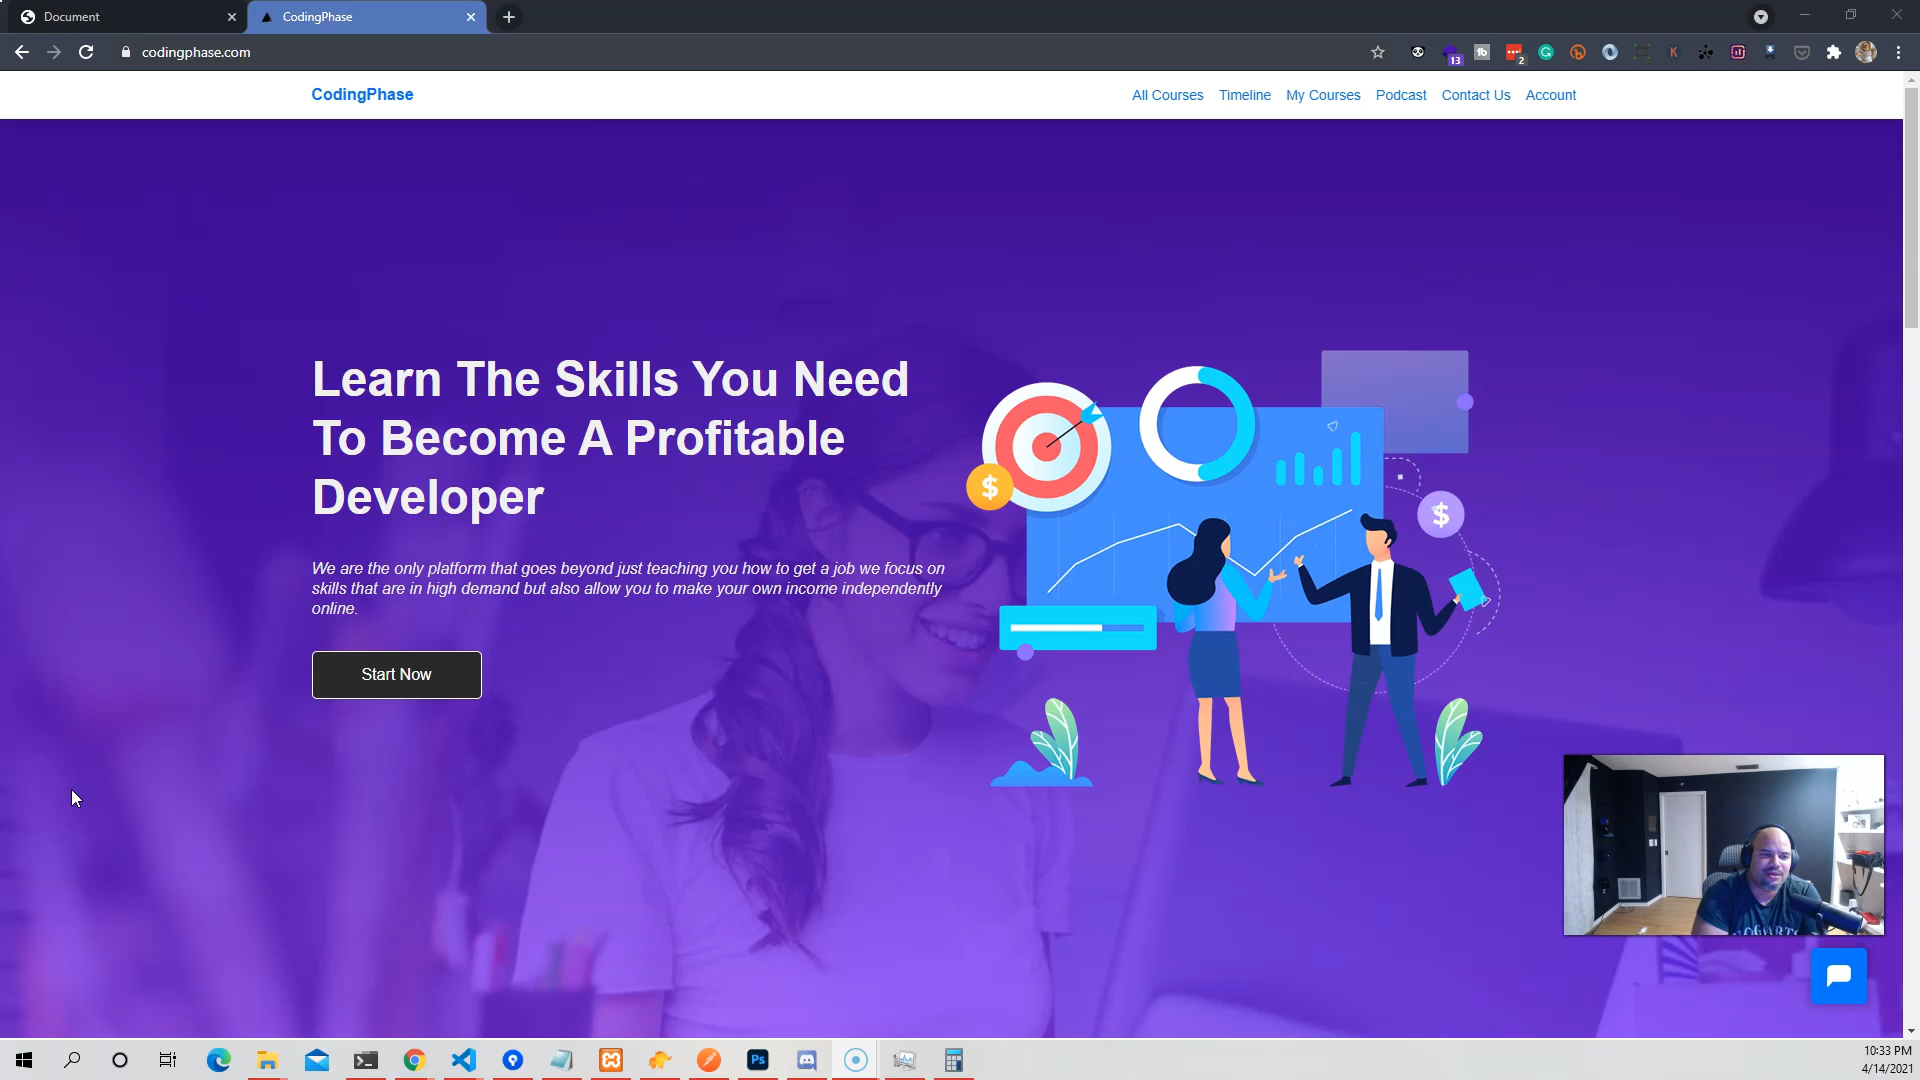 Document
CodingPhase
codingphase.com
13
2
K
CodingPhase
All Courses Timeline My Courses Podcast Contact Us Account
Learn The Skills You Need
To Become A Profitable
Developer
We are the only platform that goes beyond just teaching you how to get a job we focus on
skills that are in high demand but also allow you to make your own income independently
online.
Start Now
$
$
Ps
10:33 PM
4/14/2021